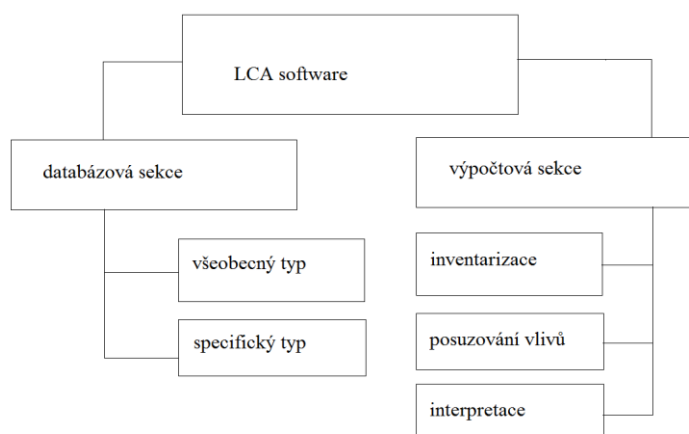 LCA software
databázová sekce
výpočtová sekce
všeobecný typ
specifický typ
inventarizace
posuzování vlivů
interpretace